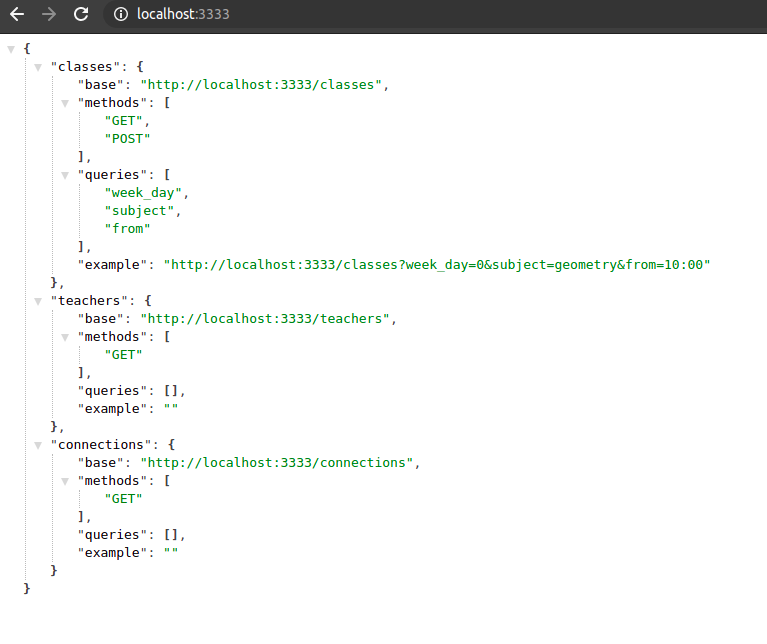 localhost:3333
{
"classes": {
"base": "http://localhost:3333/classes",
"methods": [
"GET",
"POST"
],
"queries": [
"week_day",
"subject",
"from"
],
"example": "http://localhost:3333/classes?week_day=0&subject=geometry&from=10:00"
},
"teachers": {
"base": "http://localhost:3333/teachers",
"methods": [
"GET"
],
"queries": [],
"example": ""
},
"connections": {
"base": "http://localhost:3333/connections",
"methods": [
"GET"
],
"queries": [],
"example": ""
}
}